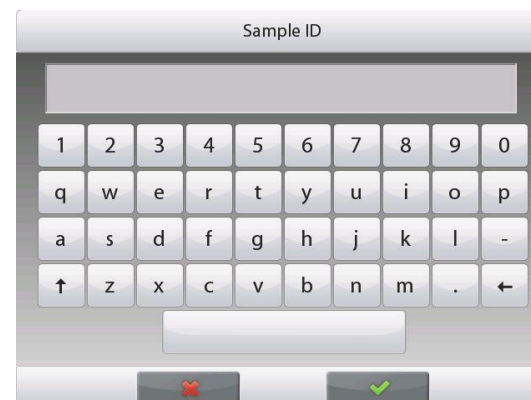 Sample ID
1 2 3 4 5 6 7 8 9 0
q w e r t y u i o p
a s d f g h j k l -
↑ z x c v b n m . ←